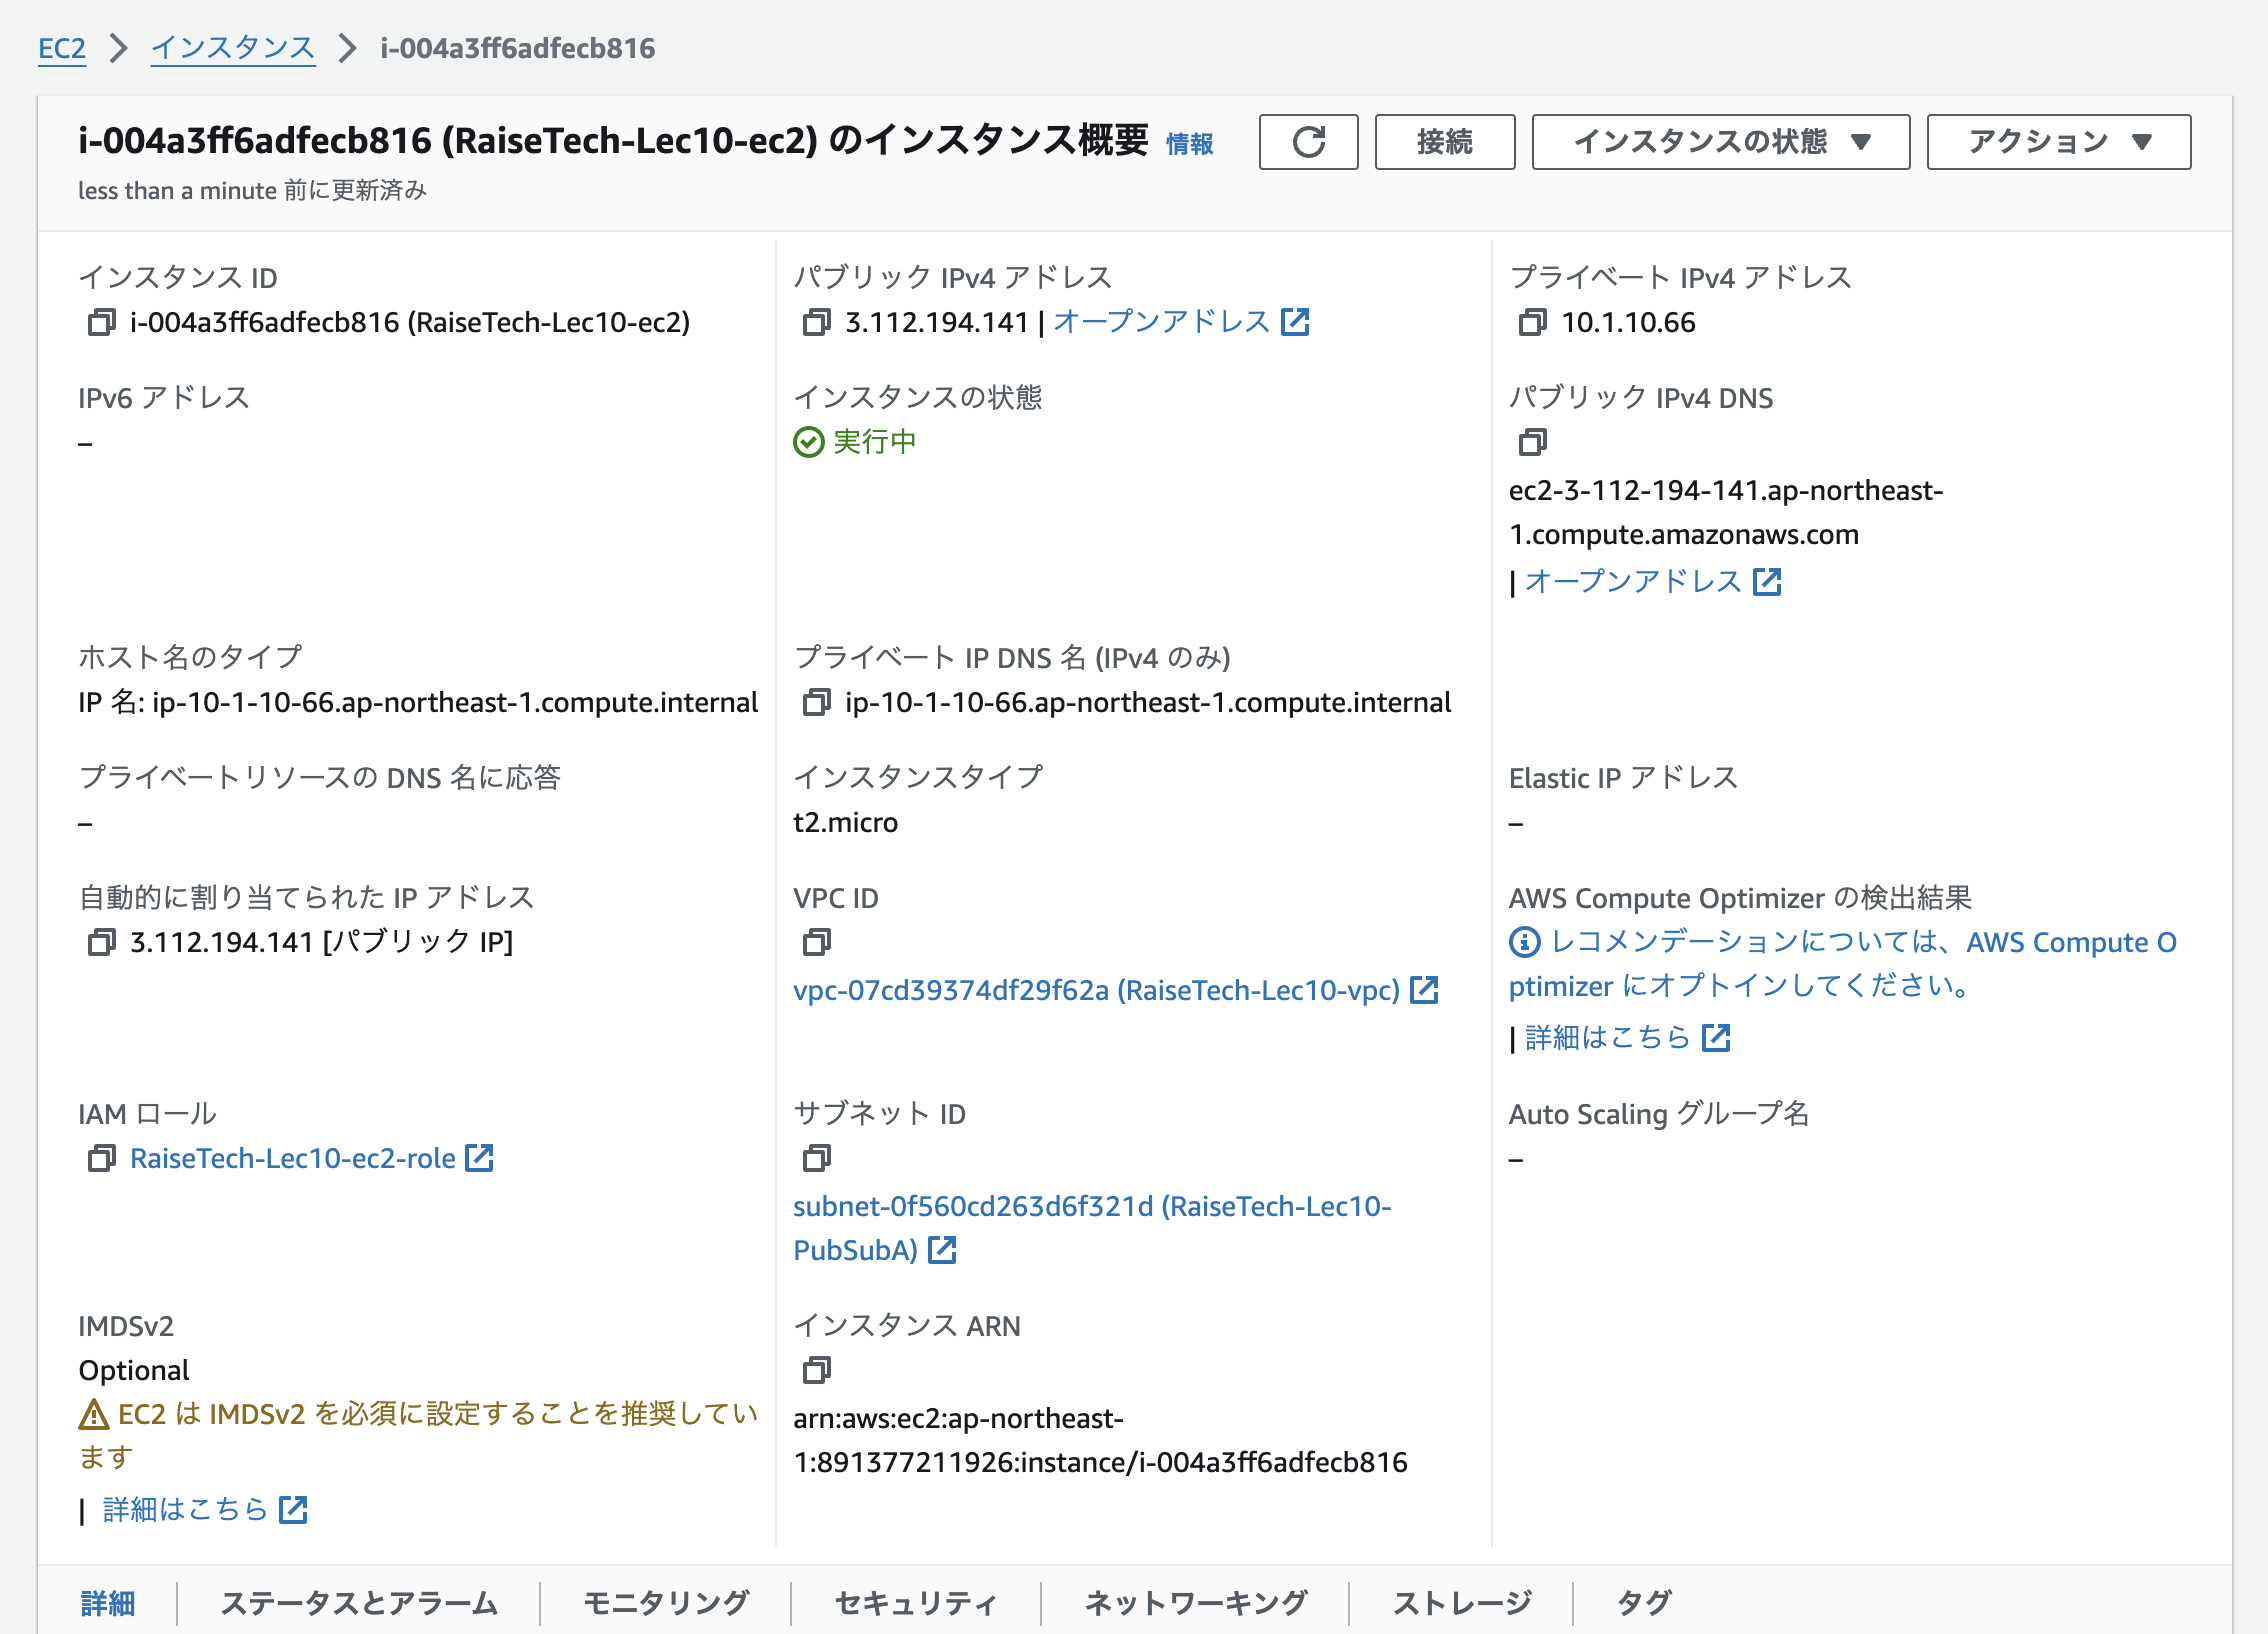 EC2 インスタンス i-004a3ff6adfecb816
i-004a3ff6adfecb816 (RaiseTech-Lec10-ec2) のインスタンス概要 情報
接続
インスタンスの状態
アクション
less than a minute 前に更新済み
インスタンス ID
i-004a3ff6adfecb816 (RaiseTech-Lec10-ec2)
パブリック IPv4 アドレス
3.112.194.141 | オープンアドレス
プライベート IPv4 アドレス
10.1.10.66
IPv6 アドレス
–
インスタンスの状態
実行中
パブリック IPv4 DNS
ec2-3-112-194-141.ap-northeast-
1.compute.amazonaws.com
| オープンアドレス
ホスト名のタイプ
IP 名: ip-10-1-10-66.ap-northeast-1.compute.internal
プライベート IP DNS 名 (IPv4 のみ)
ip-10-1-10-66.ap-northeast-1.compute.internal
プライベートリソースの DNS 名に応答
–
インスタンスタイプ
t2.micro
Elastic IP アドレス
–
自動的に割り当てられた IP アドレス
3.112.194.141 [パブリック IP]
VPC ID
vpc-07cd39374df29f62a (RaiseTech-Lec10-vpc)
AWS Compute Optimizer の検出結果
レコメンデーションについては、AWS Compute O
ptimizer にオプトインしてください。
| 詳細はこちら
IAM ロール
RaiseTech-Lec10-ec2-role
サブネット ID
subnet-0f560cd263d6f321d (RaiseTech-Lec10-
PubSubA)
Auto Scaling グループ名
–
IMDSv2
Optional
EC2 は IMDSv2 を必須に設定することを推奨してい
ます
| 詳細はこちら
インスタンス ARN
arn:aws:ec2:ap-northeast-
1:891377211926:instance/i-004a3ff6adfecb816
詳細
ステータスとアラーム
モニタリング
セキュリティ
ネットワーキング
ストレージ
タグ